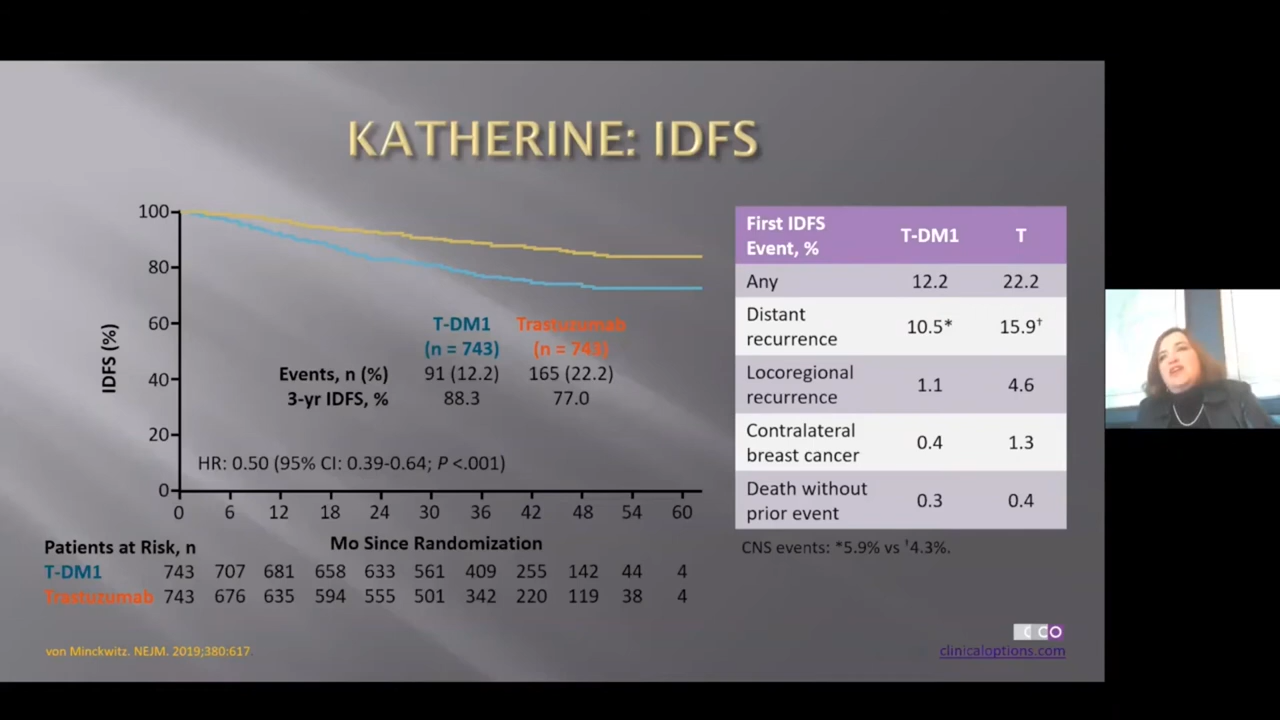 KATHERINE: IDFS
100
80
60
40
20
0
IDFS (%)
T-DM1 Trastuzumab
(n = 743) (n = 743)
Events, n (%) 91 (12.2) 165 (22.2)
3-yr IDFS, % 88.3 77.0
HR: 0.50 (95% CI: 0.39-0.64; P <.001)
0 6 12 18 24 30 36 42 48 54 60
Mo Since Randomization
Patients at Risk, n
T-DM1 743 707 681 658 633 561 409 255 142 44 4
Trastuzumab 743 676 635 594 555 501 342 220 119 38 4
First IDFS Event, % T-DM1 T
Any 12.2 22.2
Distant recurrence 10.5* 15.9†
Locoregional recurrence 1.1 4.6
Contralateral breast cancer 0.4 1.3
Death without prior event 0.3 0.4
CNS events: *5.9% vs †4.3%.
von Minckwitz. NEJM. 2019;380:617
CCO
clinicaloptions.com